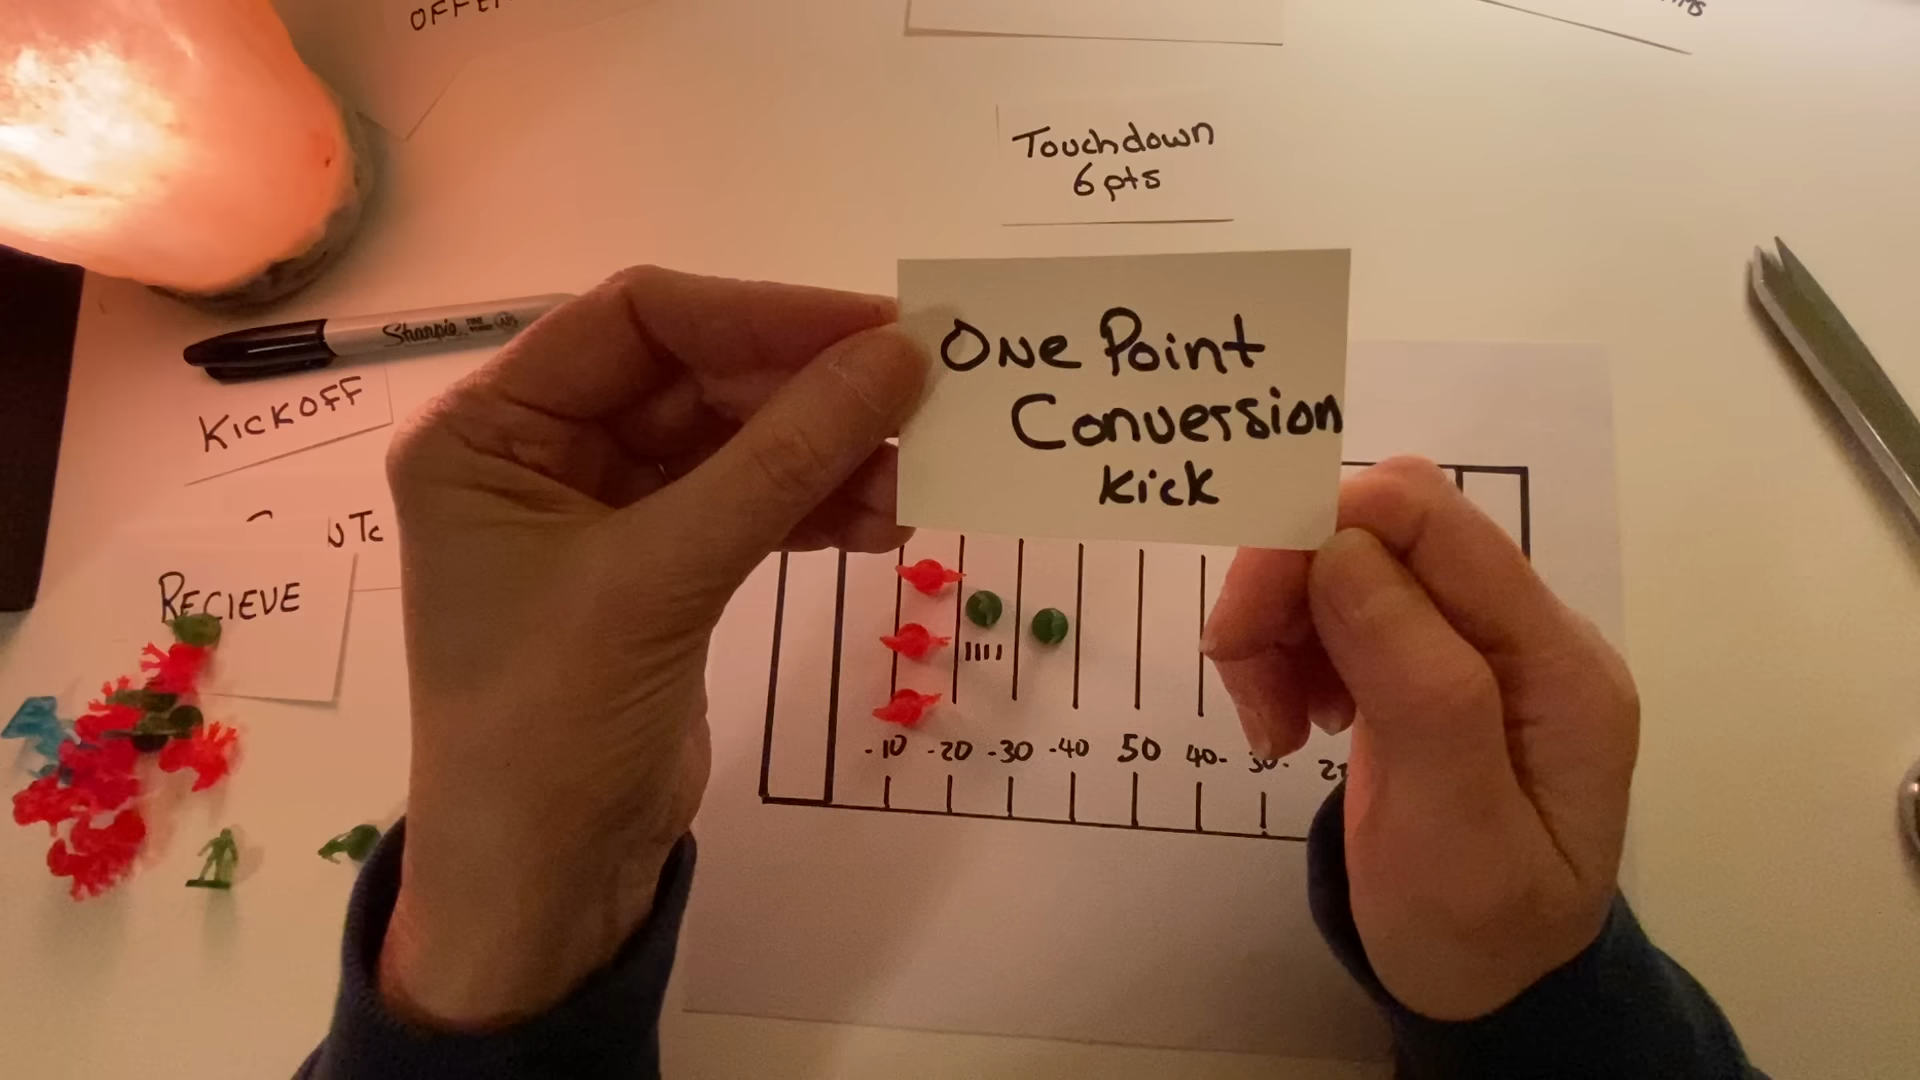 Touchdown
6 pts
One Point
Conversion
Kick
Sharpie
KICKOFF
RECIEVE
-10 -20 -30 -40 50 40-